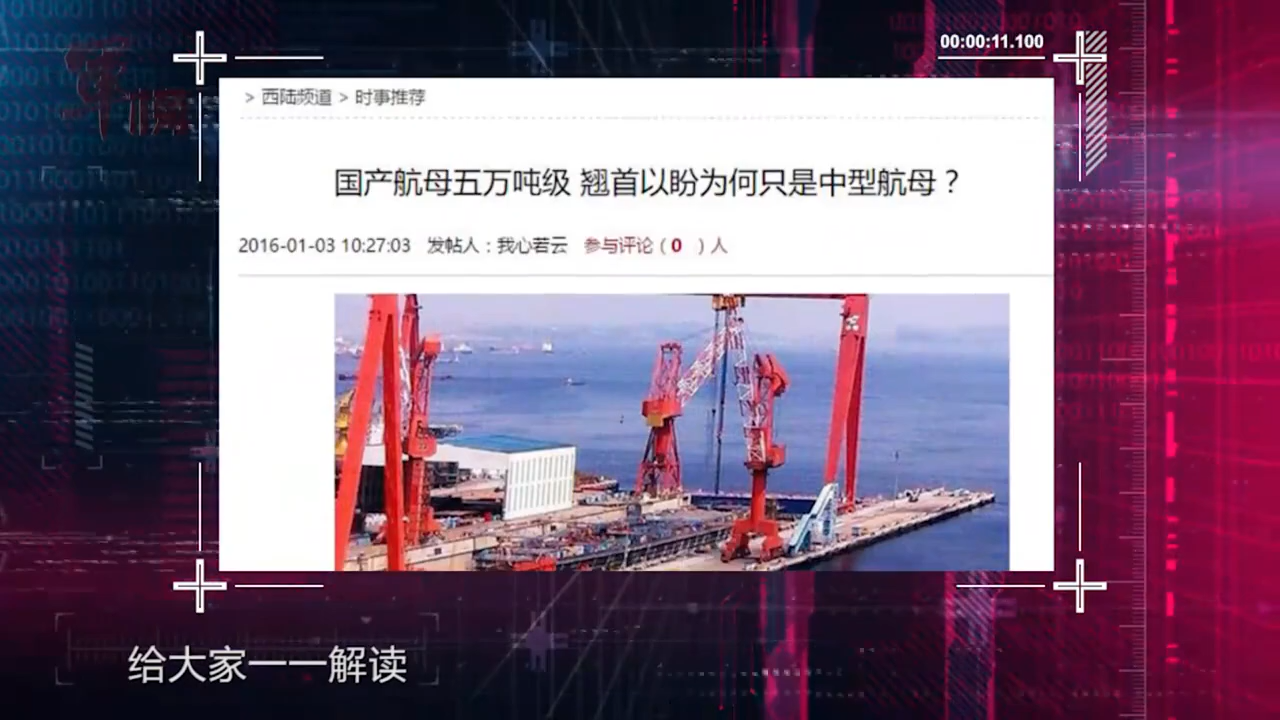 00:00:11.100
> 西陆频道 > 时事推荐
国产航母五万吨级 翘首以盼为何只是中型航母？
2016-01-03 10:27:03 发帖人：我心若云 参与评论（ 0 ）人
给大家一一解读